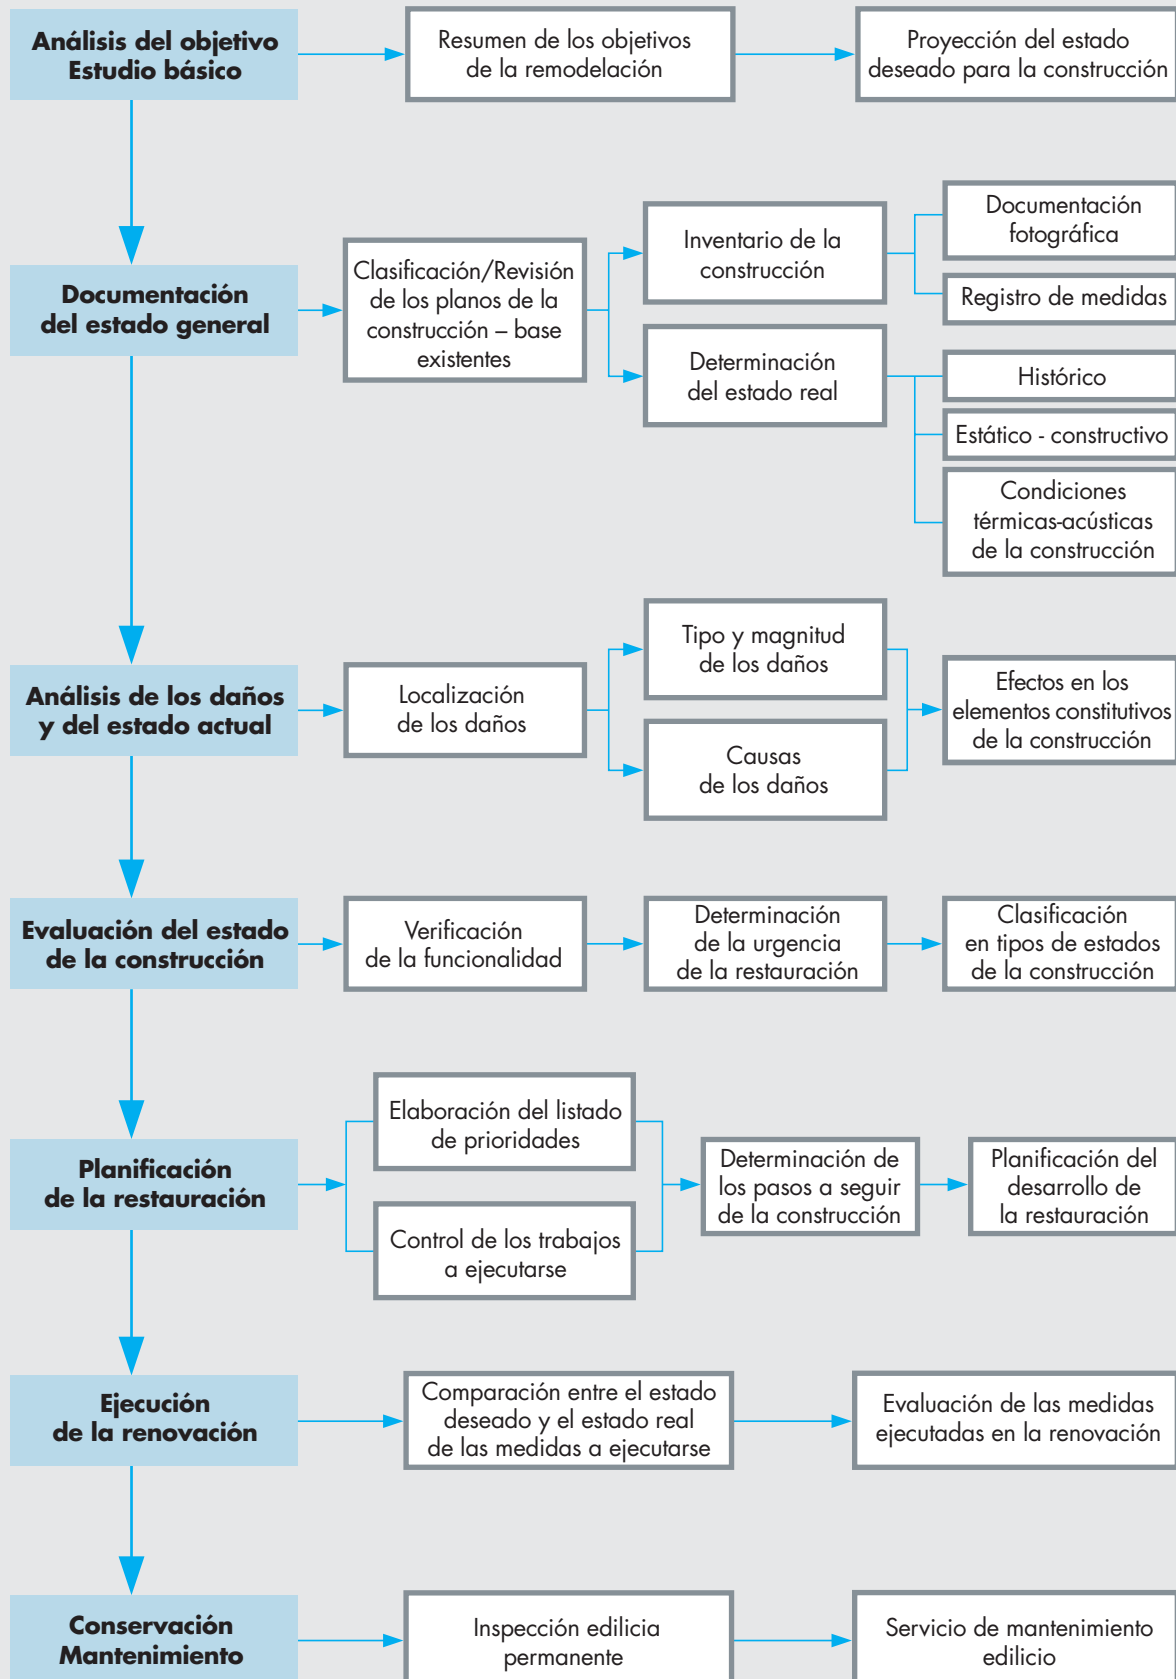 Análisis del objetivo
Estudio básico
Resumen de los objetivos
de la remodelación
Proyección del estado
deseado para la construcción
Documentación
del estado general
Clasificación/Revisión
de los planos de la
construcción – base
existentes
Inventario de la
construcción
Documentación
fotográfica
Registro de medidas
Determinación
del estado real
Histórico
Estático - constructivo
Condiciones
térmicas-acústicas
de la construcción
Análisis de los daños
y del estado actual
Localización
de los daños
Tipo y magnitud
de los daños
Causas
de los daños
Efectos en los
elementos constitutivos
de la construcción
Evaluación del estado
de la construcción
Verificación
de la funcionalidad
Determinación
de la urgencia
de la restauración
Clasificación
en tipos de estados
de la construcción
Planificación
de la restauración
Elaboración del listado
de prioridades
Control de los trabajos
a ejecutarse
Determinación de
los pasos a seguir
de la construcción
Planificación del
desarrollo de
la restauración
Ejecución
de la renovación
Comparación entre el estado
deseado y el estado real
de las medidas a ejecutarse
Evaluación de las medidas
ejecutadas en la renovación
Conservación
Mantenimiento
Inspección edilicia
permanente
Servicio de mantenimiento
edilicio